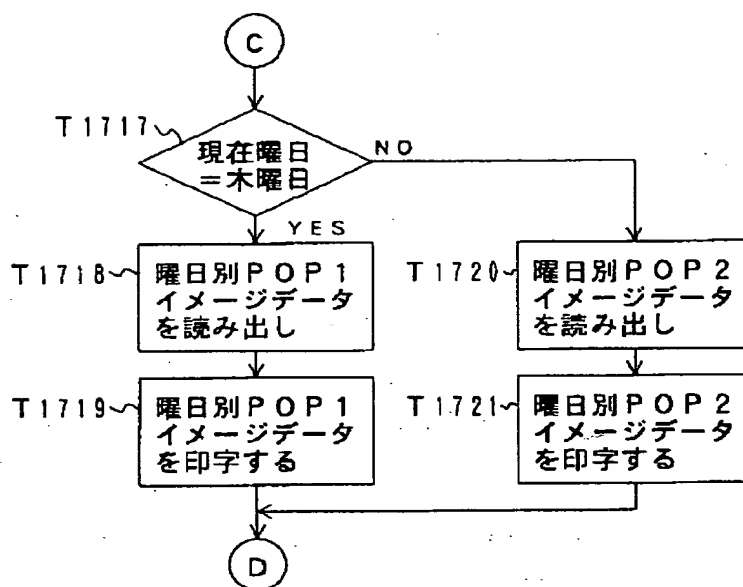 C
T1717
現在曜日
=木曜日
NO
YES
T1718
曜日別POP1
イメージデータ
を読み出し
T1720
曜日別POP2
イメージデータ
を読み出し
T1719
曜日別POP1
イメージデータ
を印字する
T1721
曜日別POP2
イメージデータ
を印字する
D